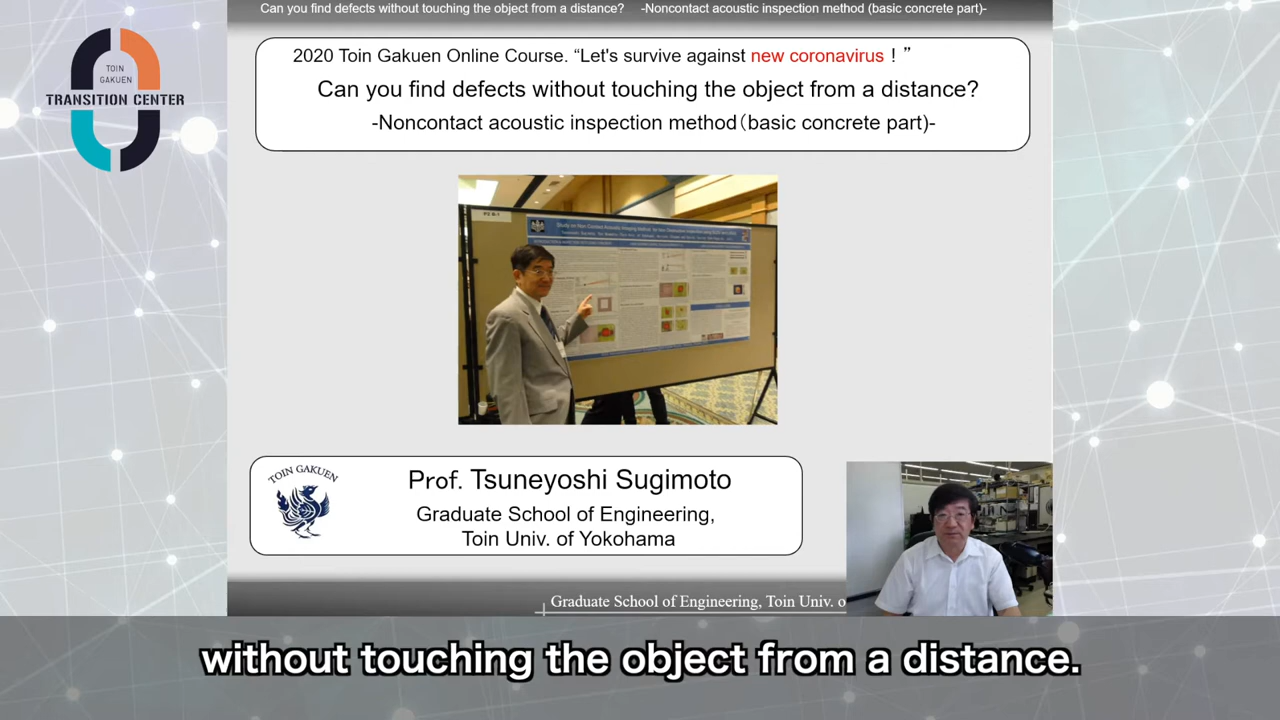 Can you find defects without touching the object from a distance? -Noncontact acoustic inspection method (basic concrete part)-
TOIN
GAKUEN
TRANSITION CENTER
2020 Toin Gakuen Online Course. “Let's survive against new coronavirus！”
Can you find defects without touching the object from a distance?
-Noncontact acoustic inspection method（basic concrete part)-
TOIN GAKUEN
Prof. Tsuneyoshi Sugimoto
Graduate School of Engineering,
Toin Univ. of Yokohama
Graduate School of Engineering, Toin Univ. o
without touching the object from a distance.